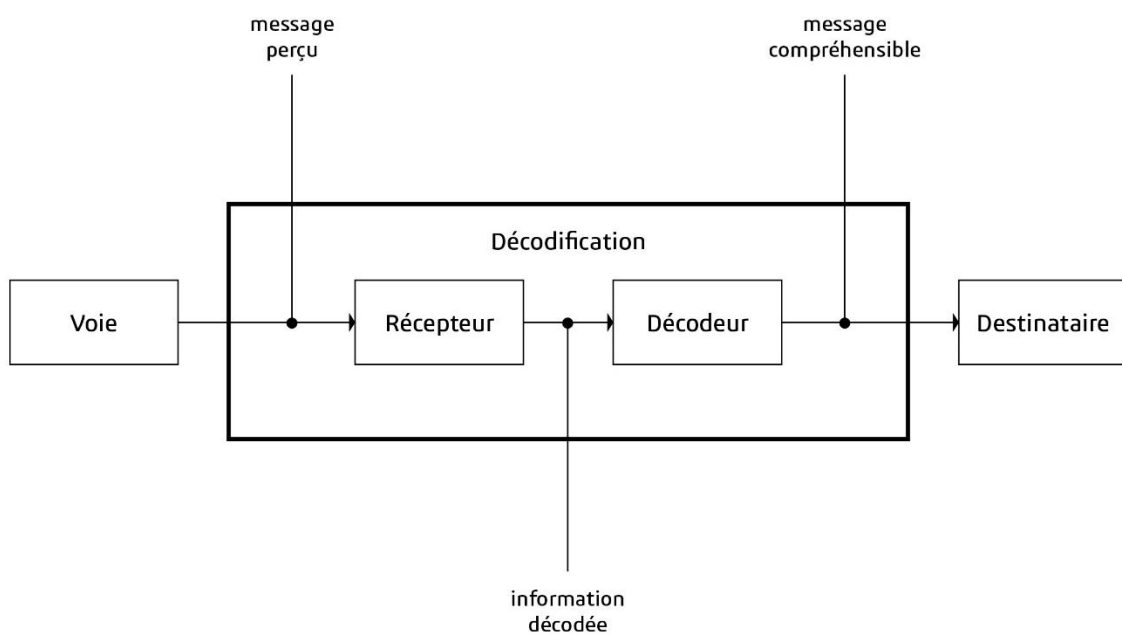 message
perçu
message
compréhensible
Décodification
Voie
Récepteur
Décodeur
Destinataire
information
décodée